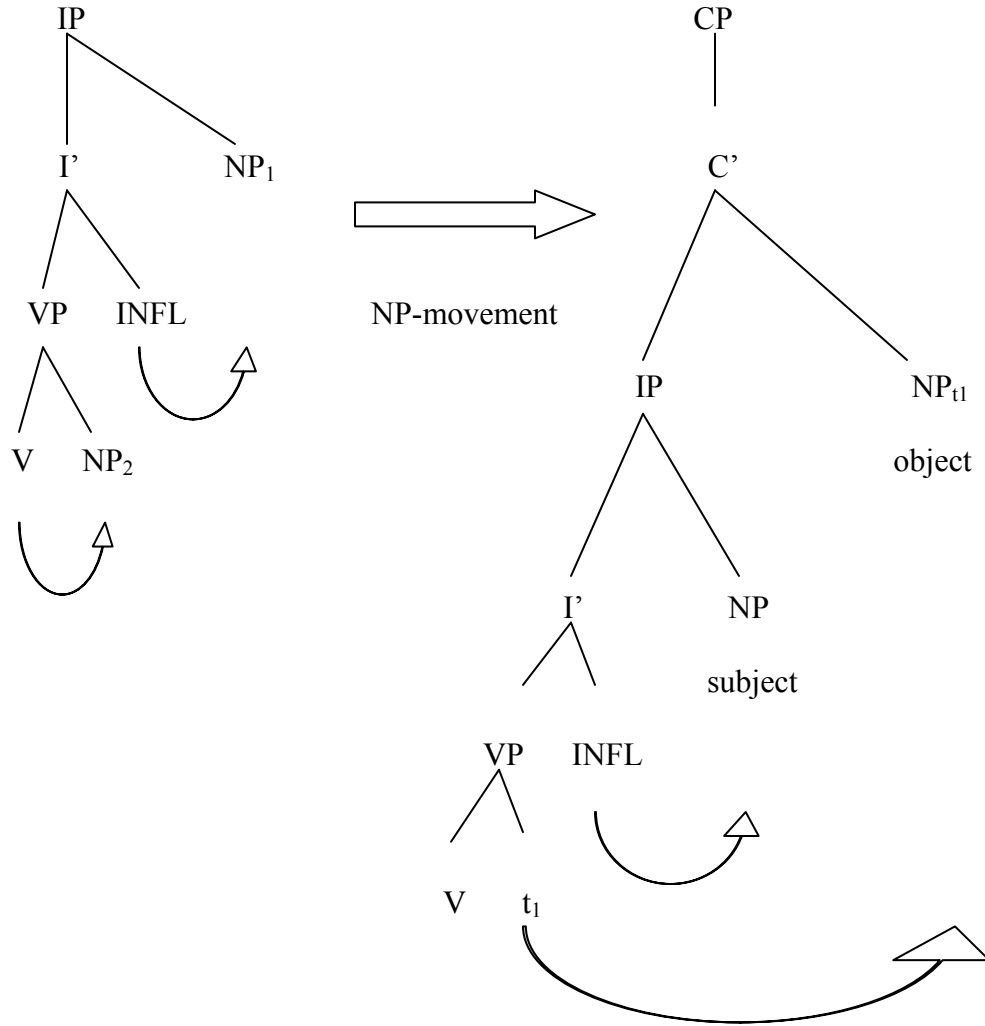 IP
CP
I’
NP₁
C’
VP
INFL
NP-movement
IP
NPₜ₁
V
NP₂
object
I’
NP
subject
VP
INFL
V
t₁